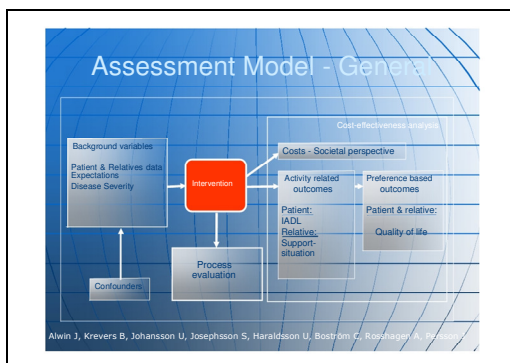 Assessment Model - General
Cost-effectiveness analysis
Background variables
Patient & Relatives data
Expectations
Disease Severity
Intervention
Costs - Societal perspective
Activity related
outcomes
Patient:
IADL
Relative:
Support-
situation
Preference based
outcomes
Patient & relative:
Quality of life
Process
evaluation
Confounders
Alwin J, Krevers B, Johansson U, Josephsson S, Haraldsson U, Boström C, Rosshagen A, Persson